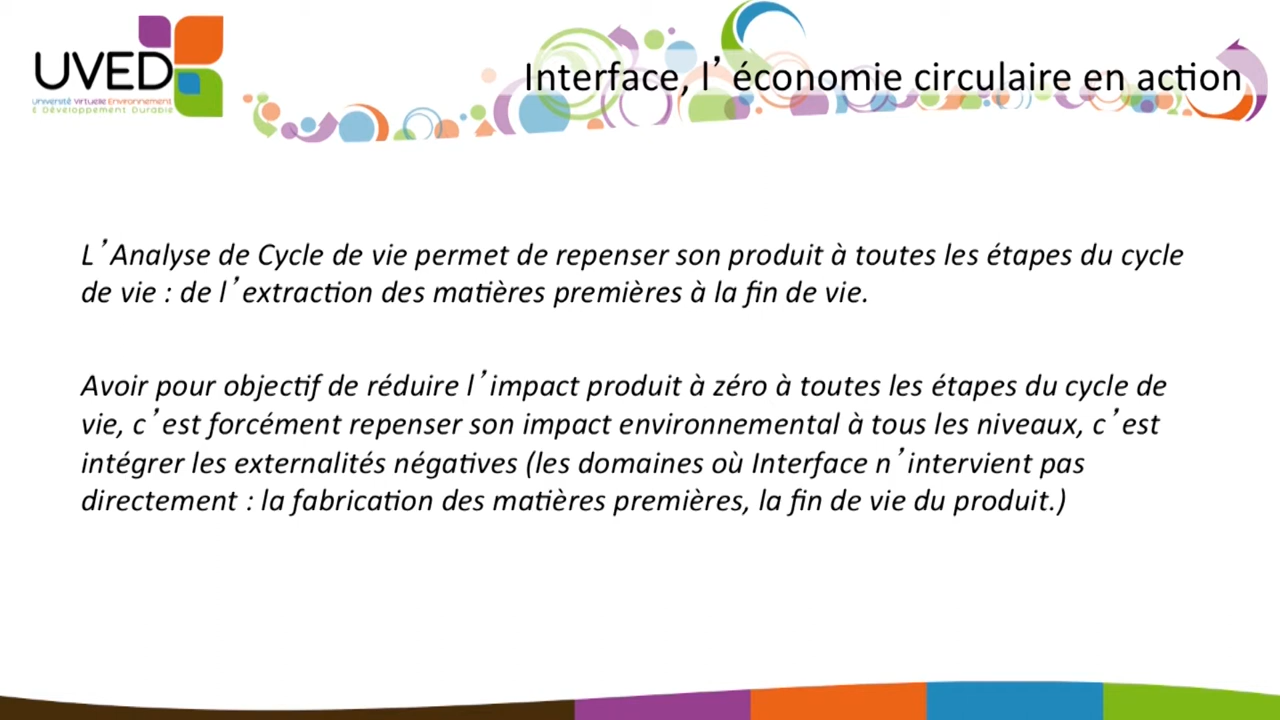 UVED
Université Virtuelle Environnement
& Développement Durable
Interface, l’économie circulaire en action
L’Analyse de Cycle de vie permet de repenser son produit à toutes les étapes du cycle
de vie : de l’extraction des matières premières à la fin de vie.
Avoir pour objectif de réduire l’impact produit à zéro à toutes les étapes du cycle de
vie, c’est forcément repenser son impact environnemental à tous les niveaux, c’est
intégrer les externalités négatives (les domaines où Interface n’intervient pas
directement : la fabrication des matières premières, la fin de vie du produit.)